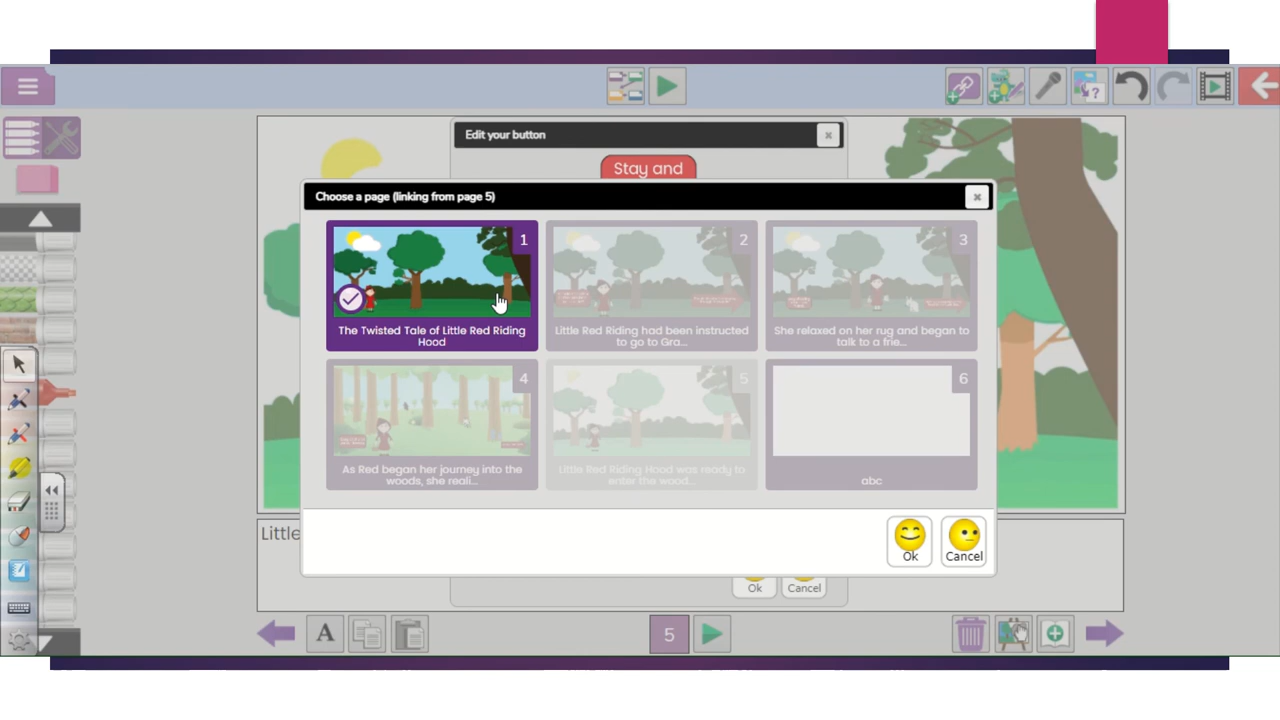 Edit your button
Stay and
Choose a page (linking from page 5)
1
The Twisted Tale of Little Red Riding
Hood
2
Little Red Riding had been instructed
to go to Gra...
3
She relaxed on her rug and began to
talk to a frie...
4
As Red began her journey into the
woods, she reali...
5
Little Red Riding Hood was ready to
enter the wood...
6
abc
Ok
Cancel
Little
Ok
Cancel
A
5